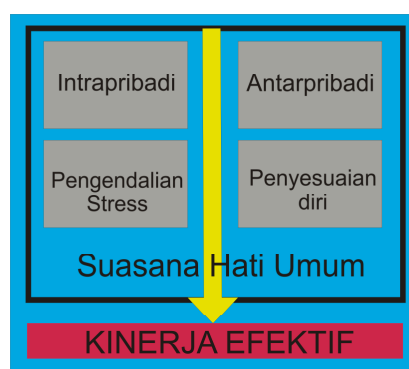 Intrapribadi
Antarpribadi
Pengendalian
Stress
Penyesuaian
diri
Suasana Hati Umum
KINERJA EFEKTIF